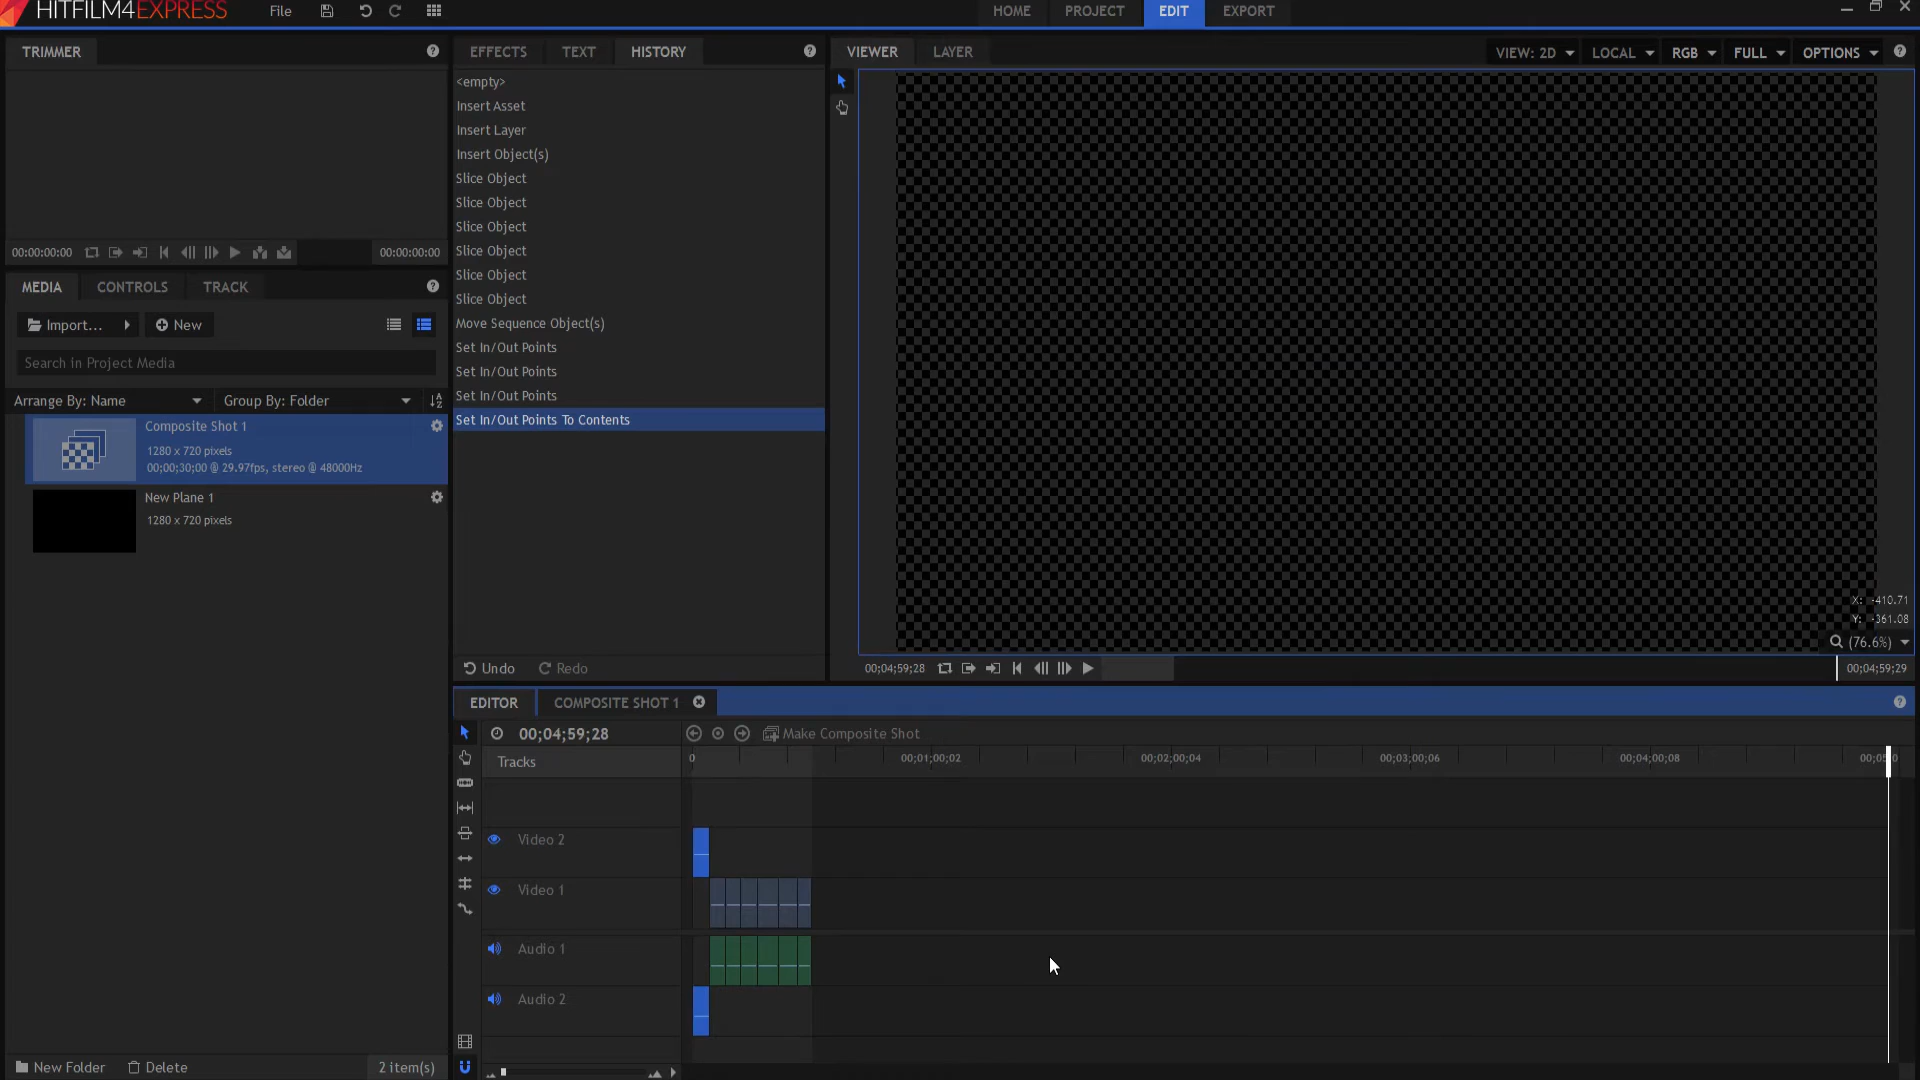 HITFILM4EXPRESS
File
HOME
PROJECT
EDIT
EXPORT
TRIMMER
EFFECTS
TEXT
HISTORY
VIEWER
LAYER
VIEW: 2D
LOCAL
RGB
FULL
OPTIONS
<empty>
Insert Asset
Insert Layer
Insert Object(s)
Slice Object
Slice Object
Slice Object
Slice Object
Slice Object
Slice Object
Move Sequence Object(s)
Set In/Out Points
Set In/Out Points
Set In/Out Points
Set In/Out Points To Contents
00:00:00:00
00:00:00:00
MEDIA
CONTROLS
TRACK
Import...
New
Search in Project Media
Arrange By: Name
Group By: Folder
Composite Shot 1
1280 x 720 pixels
00;00;30;00 @ 29.97fps, stereo @ 48000Hz
New Plane 1
1280 x 720 pixels
X: -410.71
Y: -361.08
(76.6%)
Undo
Redo
00;04;59;28
00;04;59;29
EDITOR
COMPOSITE SHOT 1
00;04;59;28
Make Composite Shot
Tracks
0
00;01;00;02
00;02;00;04
00;03;00;06
00;04;00;08
Video 2
Video 1
Audio 1
Audio 2
New Folder
Delete
2 item(s)